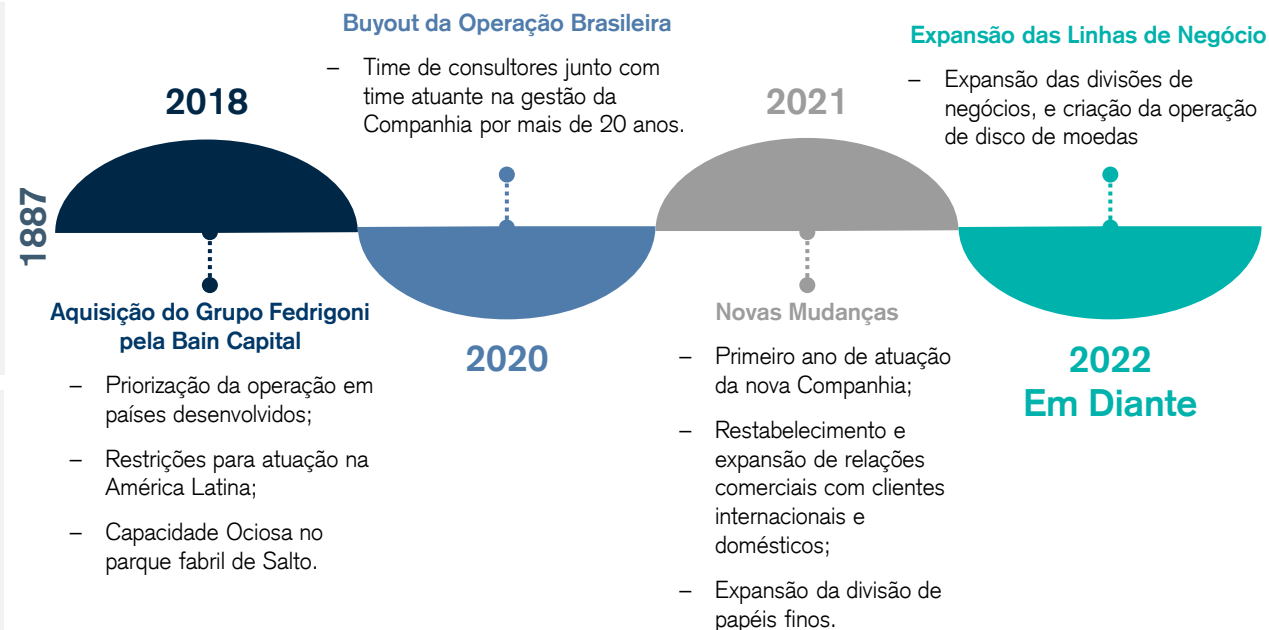 1887
2018
Aquisição do Grupo Fedrigoni
pela Bain Capital
– Priorização da operação em
países desenvolvidos;
– Restrições para atuação na
América Latina;
– Capacidade Ociosa no
parque fabril de Salto.
Buyout da Operação Brasileira
– Time de consultores junto com
time atuante na gestão da
Companhia por mais de 20 anos.
2020
2021
Novas Mudanças
– Primeiro ano de atuação
da nova Companhia;
– Restabelecimento e
expansão de relações
comerciais com clientes
internacionais e
domésticos;
– Expansão da divisão de
papéis finos.
Expansão das Linhas de Negócio
– Expansão das divisões de
negócios, e criação da operação
de disco de moedas
2022
Em Diante